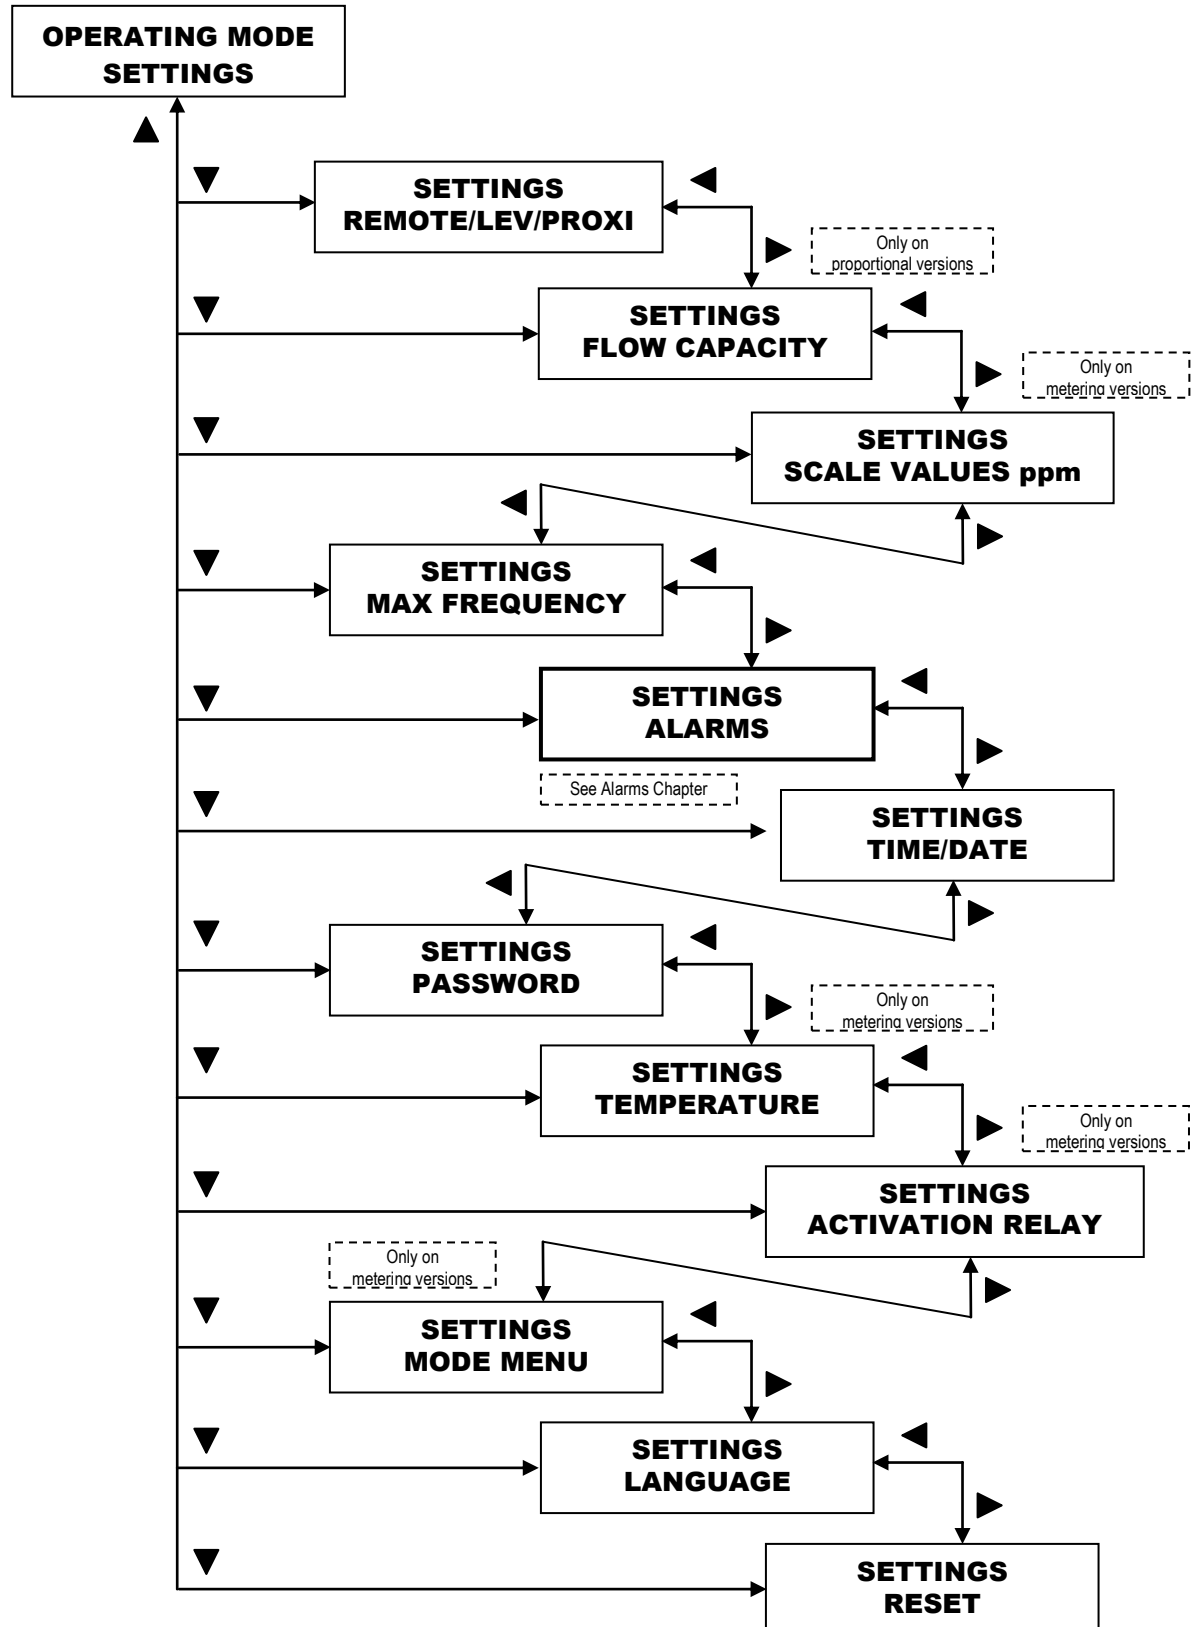 OPERATING MODE
SETTINGS
SETTINGS
REMOTE/LEV/PROXI
Only on
proportional versions
SETTINGS
FLOW CAPACITY
Only on
metering versions
SETTINGS
SCALE VALUES ppm
SETTINGS
MAX FREQUENCY
SETTINGS
ALARMS
See Alarms Chapter
SETTINGS
TIME/DATE
SETTINGS
PASSWORD
Only on
metering versions
SETTINGS
TEMPERATURE
Only on
metering versions
SETTINGS
ACTIVATION RELAY
Only on
metering versions
SETTINGS
MODE MENU
SETTINGS
LANGUAGE
SETTINGS
RESET